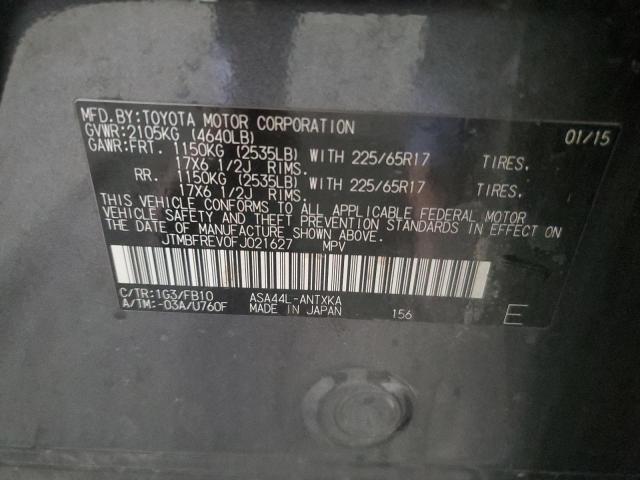 MFD.BY:TOYOTA MOTOR CORPORATION 01/15
GVWR:2105KG (4640LB)
GAWR:FRT. 1150KG (2535LB) WITH 225/65R17 TIRES.
17X6 1/2J RIMS.
RR. 1150KG (2535LB) WITH 225/65R17 TIRES.
17X6 1/2J RIMS.
THIS VEHICLE CONFORMS TO ALL APPLICABLE FEDERAL MOTOR
VEHICLE SAFETY AND THEFT PREVENTION STANDARDS IN EFFECT ON
THE DATE OF MANUFACTURE SHOWN ABOVE.
JTMBFREV0FJ021627 MPV
C/TR:1G3/FB10 ASA44L-ANTXKA
A/TM:-03A/U760F MADE IN JAPAN 156 E